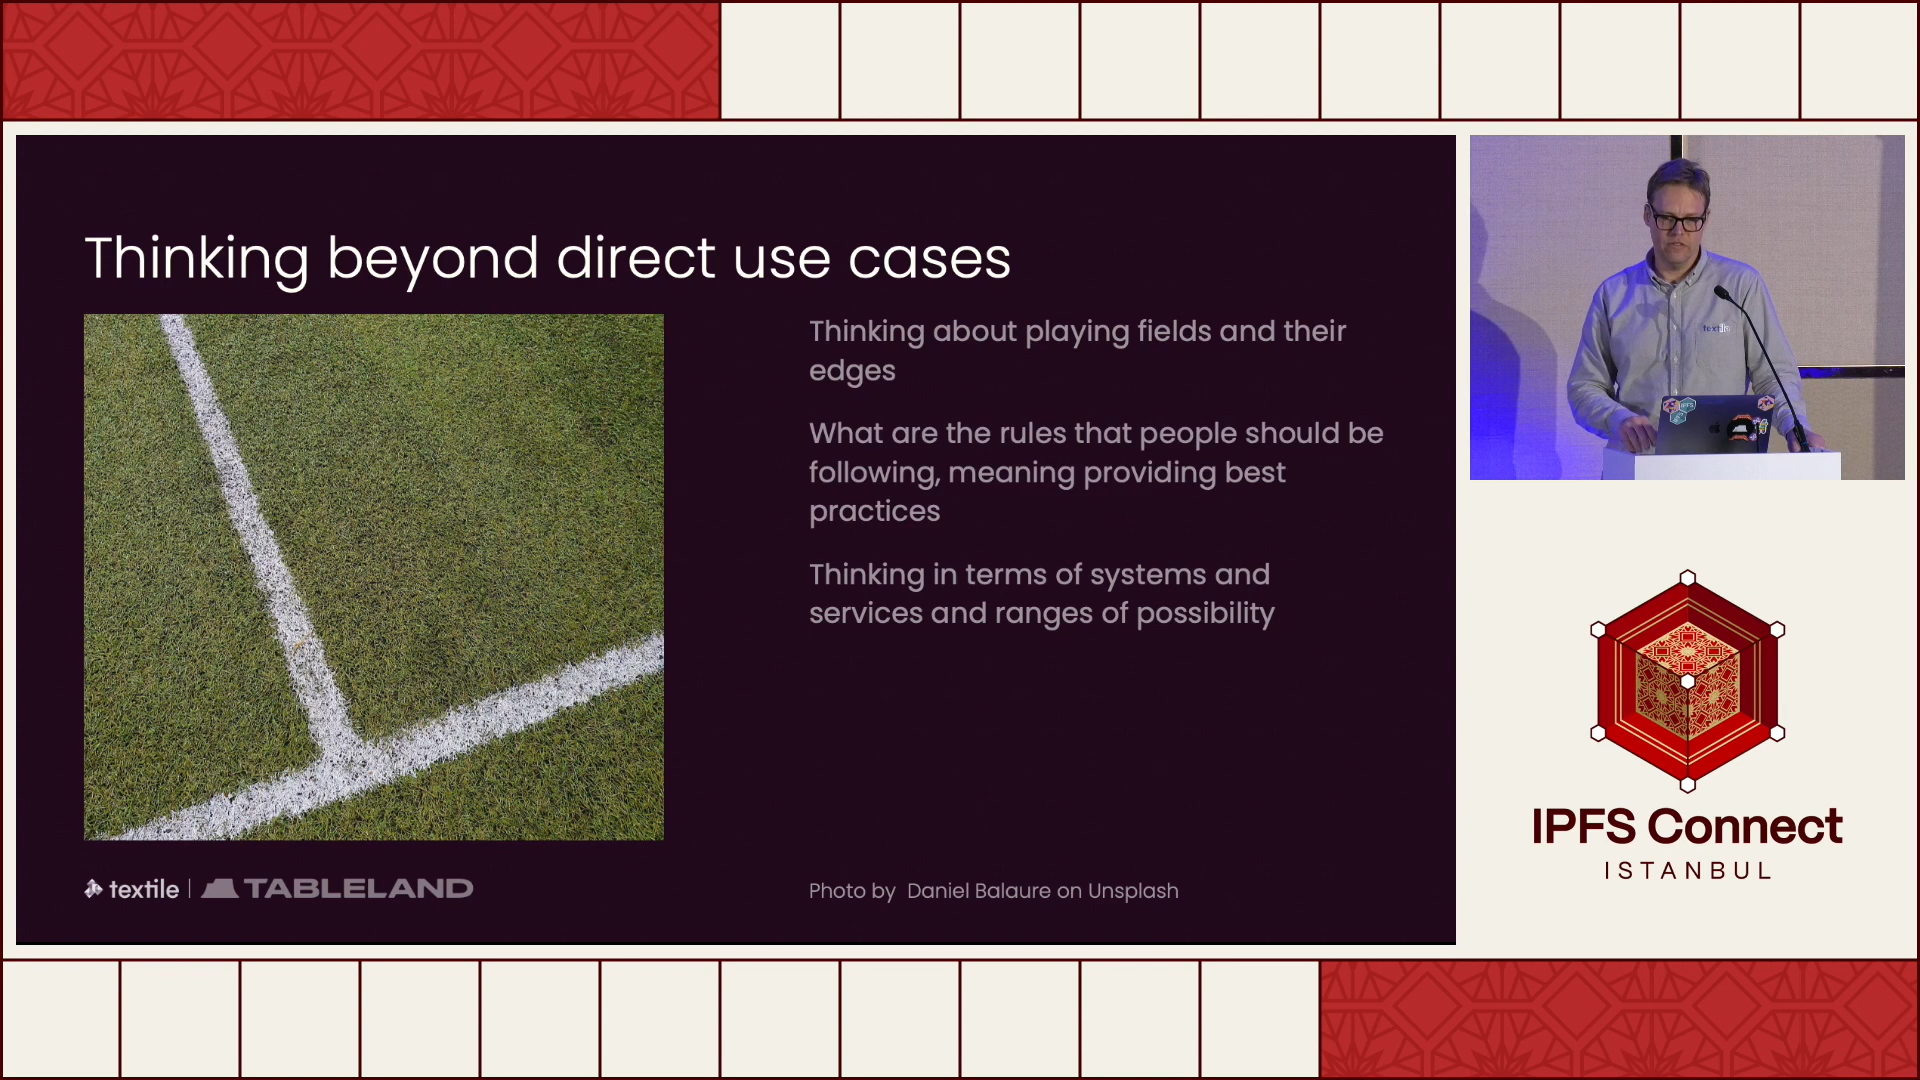 Thinking beyond direct use cases
Thinking about playing fields and their
edges
What are the rules that people should be
following, meaning providing best
practices
Thinking in terms of systems and
services and ranges of possibility
textile | TABLELAND
Photo by Daniel Balaure on Unsplash
textile
IPFS
IPFS Connect
ISTANBUL